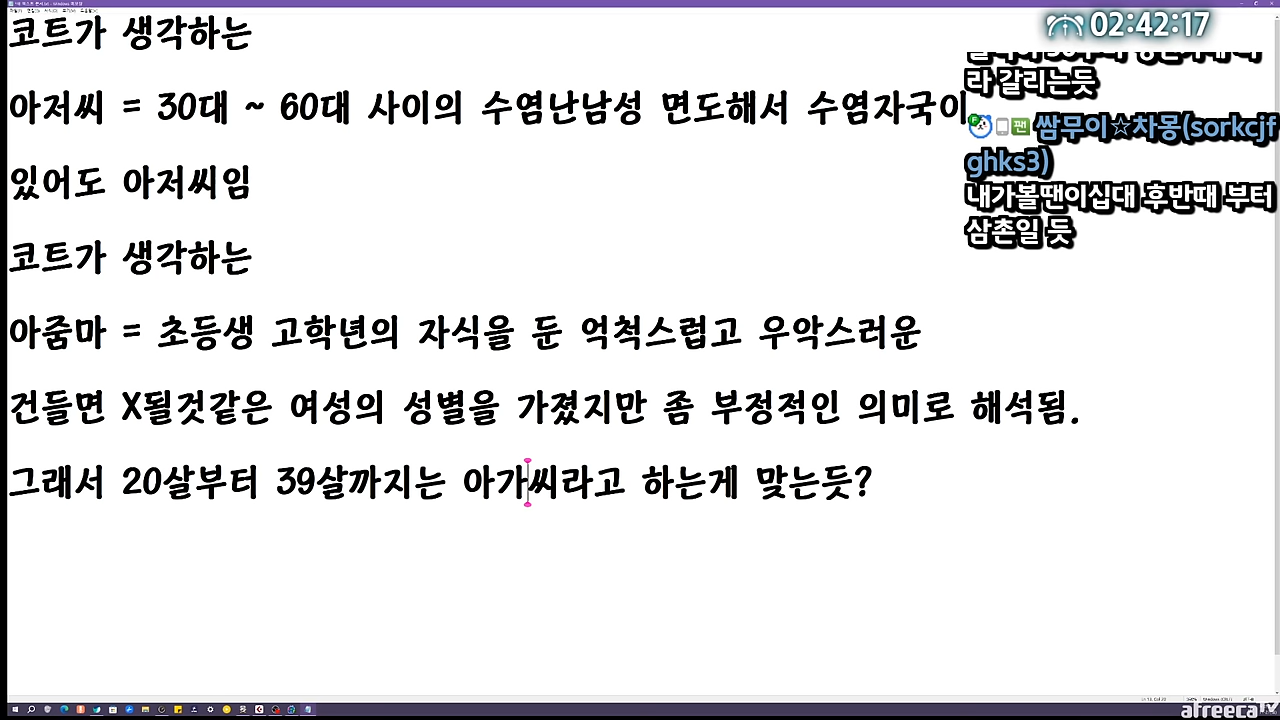 코트가 생각하는
아저씨 = 30대 ~ 60대 사이의 수염난남성 면도해서 수염자국이
있어도 아저씨임
코트가 생각하는
아줌마 = 초등생 고학년의 자식을 둔 억척스럽고 우악스러운
건들면 X될것같은 여성의 성별을 가졌지만 좀 부정적인 의미로 해석됨.
그래서 20살부터 39살까지는 아가씨라고 하는게 맞는듯?
02:42:17
라 갈리는듯
팬 쌈무이☆차몽(sorkcjf
ghks3)
내가볼땐이십대 후반때 부터
삼촌일 듯
afreecaTV